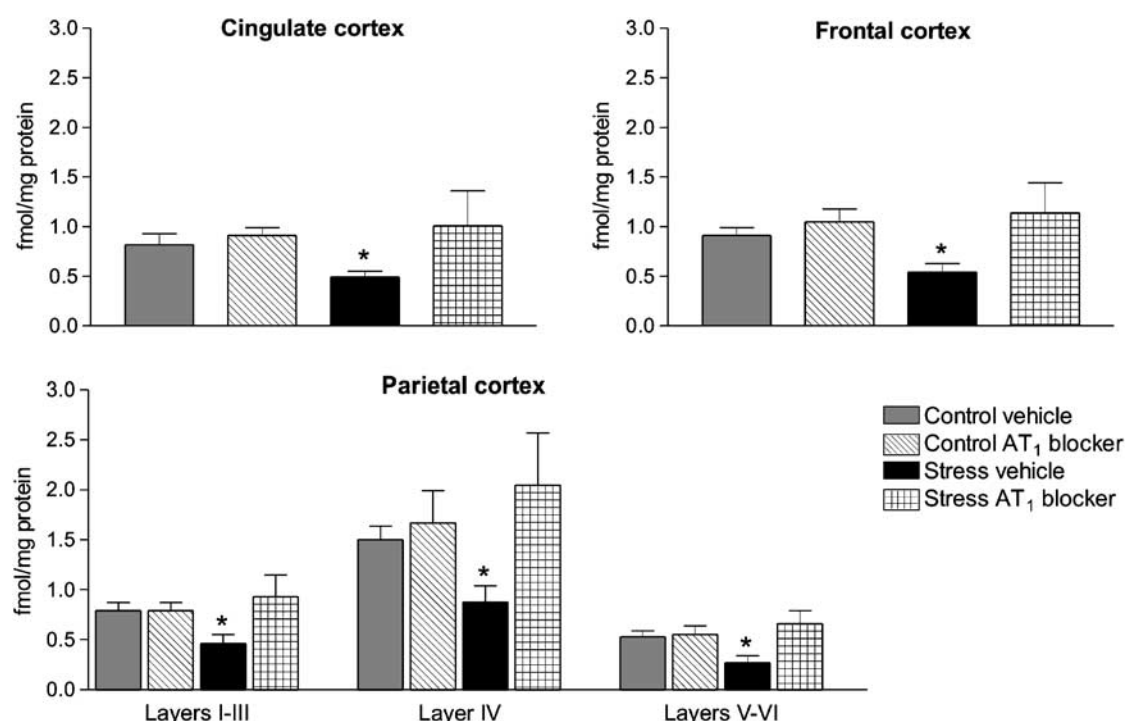 Cingulate cortex
fmol/mg protein
3.0
2.5
2.0
1.5
1.0
0.5
0.0
*
Frontal cortex
fmol/mg protein
3.0
2.5
2.0
1.5
1.0
0.5
0.0
*
Parietal cortex
fmol/mg protein
3.0
2.5
2.0
1.5
1.0
0.5
0.0
*
*
*
Layers I-III
Layer IV
Layers V-VI
Control vehicle
Control AT₁ blocker
Stress vehicle
Stress AT₁ blocker